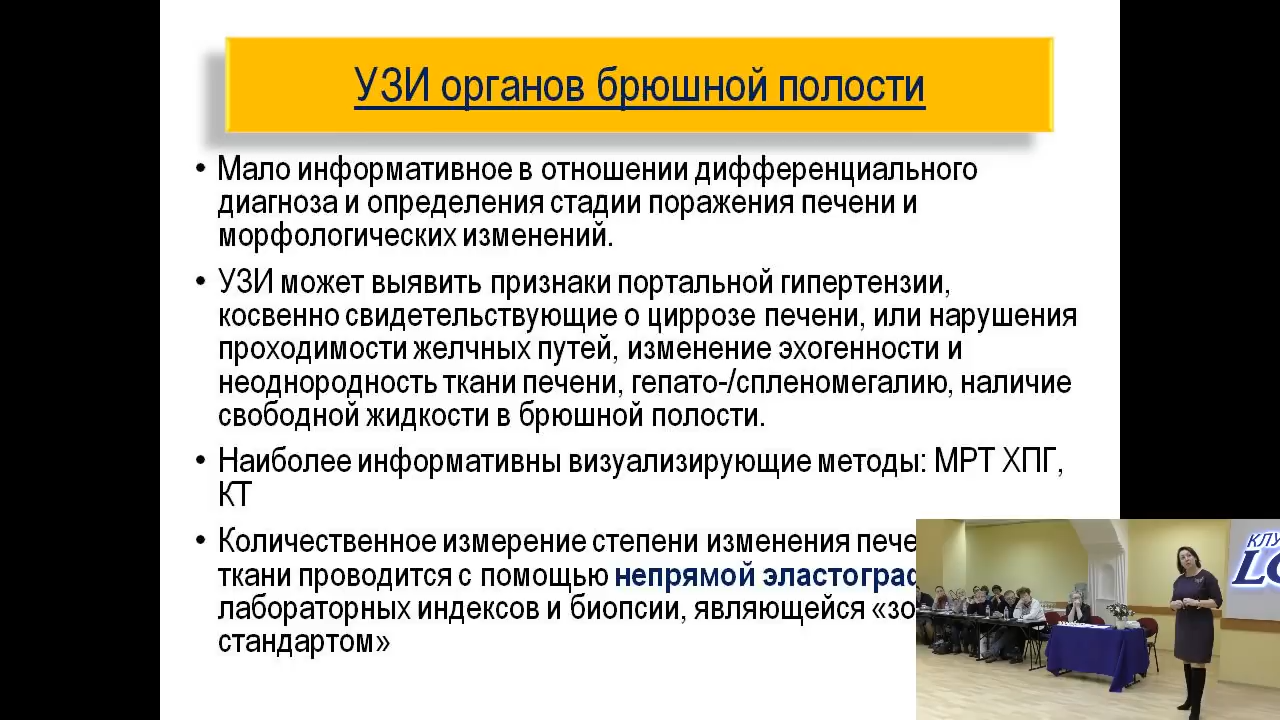 УЗИ органов брюшной полости
• Мало информативное в отношении дифференциального
диагноза и определения стадии поражения печени и
морфологических изменений.
• УЗИ может выявить признаки портальной гипертензии,
косвенно свидетельствующие о циррозе печени, или нарушения
проходимости желчных путей, изменение эхогенности и
неоднородность ткани печени, гепато-/спленомегалию, наличие
свободной жидкости в брюшной полости.
• Наиболее информативны визуализирующие методы: МРТ ХПГ,
КТ
• Количественное измерение степени изменения пече
ткани проводится с помощью непрямой эластограф
лабораторных индексов и биопсии, являющейся «зо
стандартом»
КЛУ